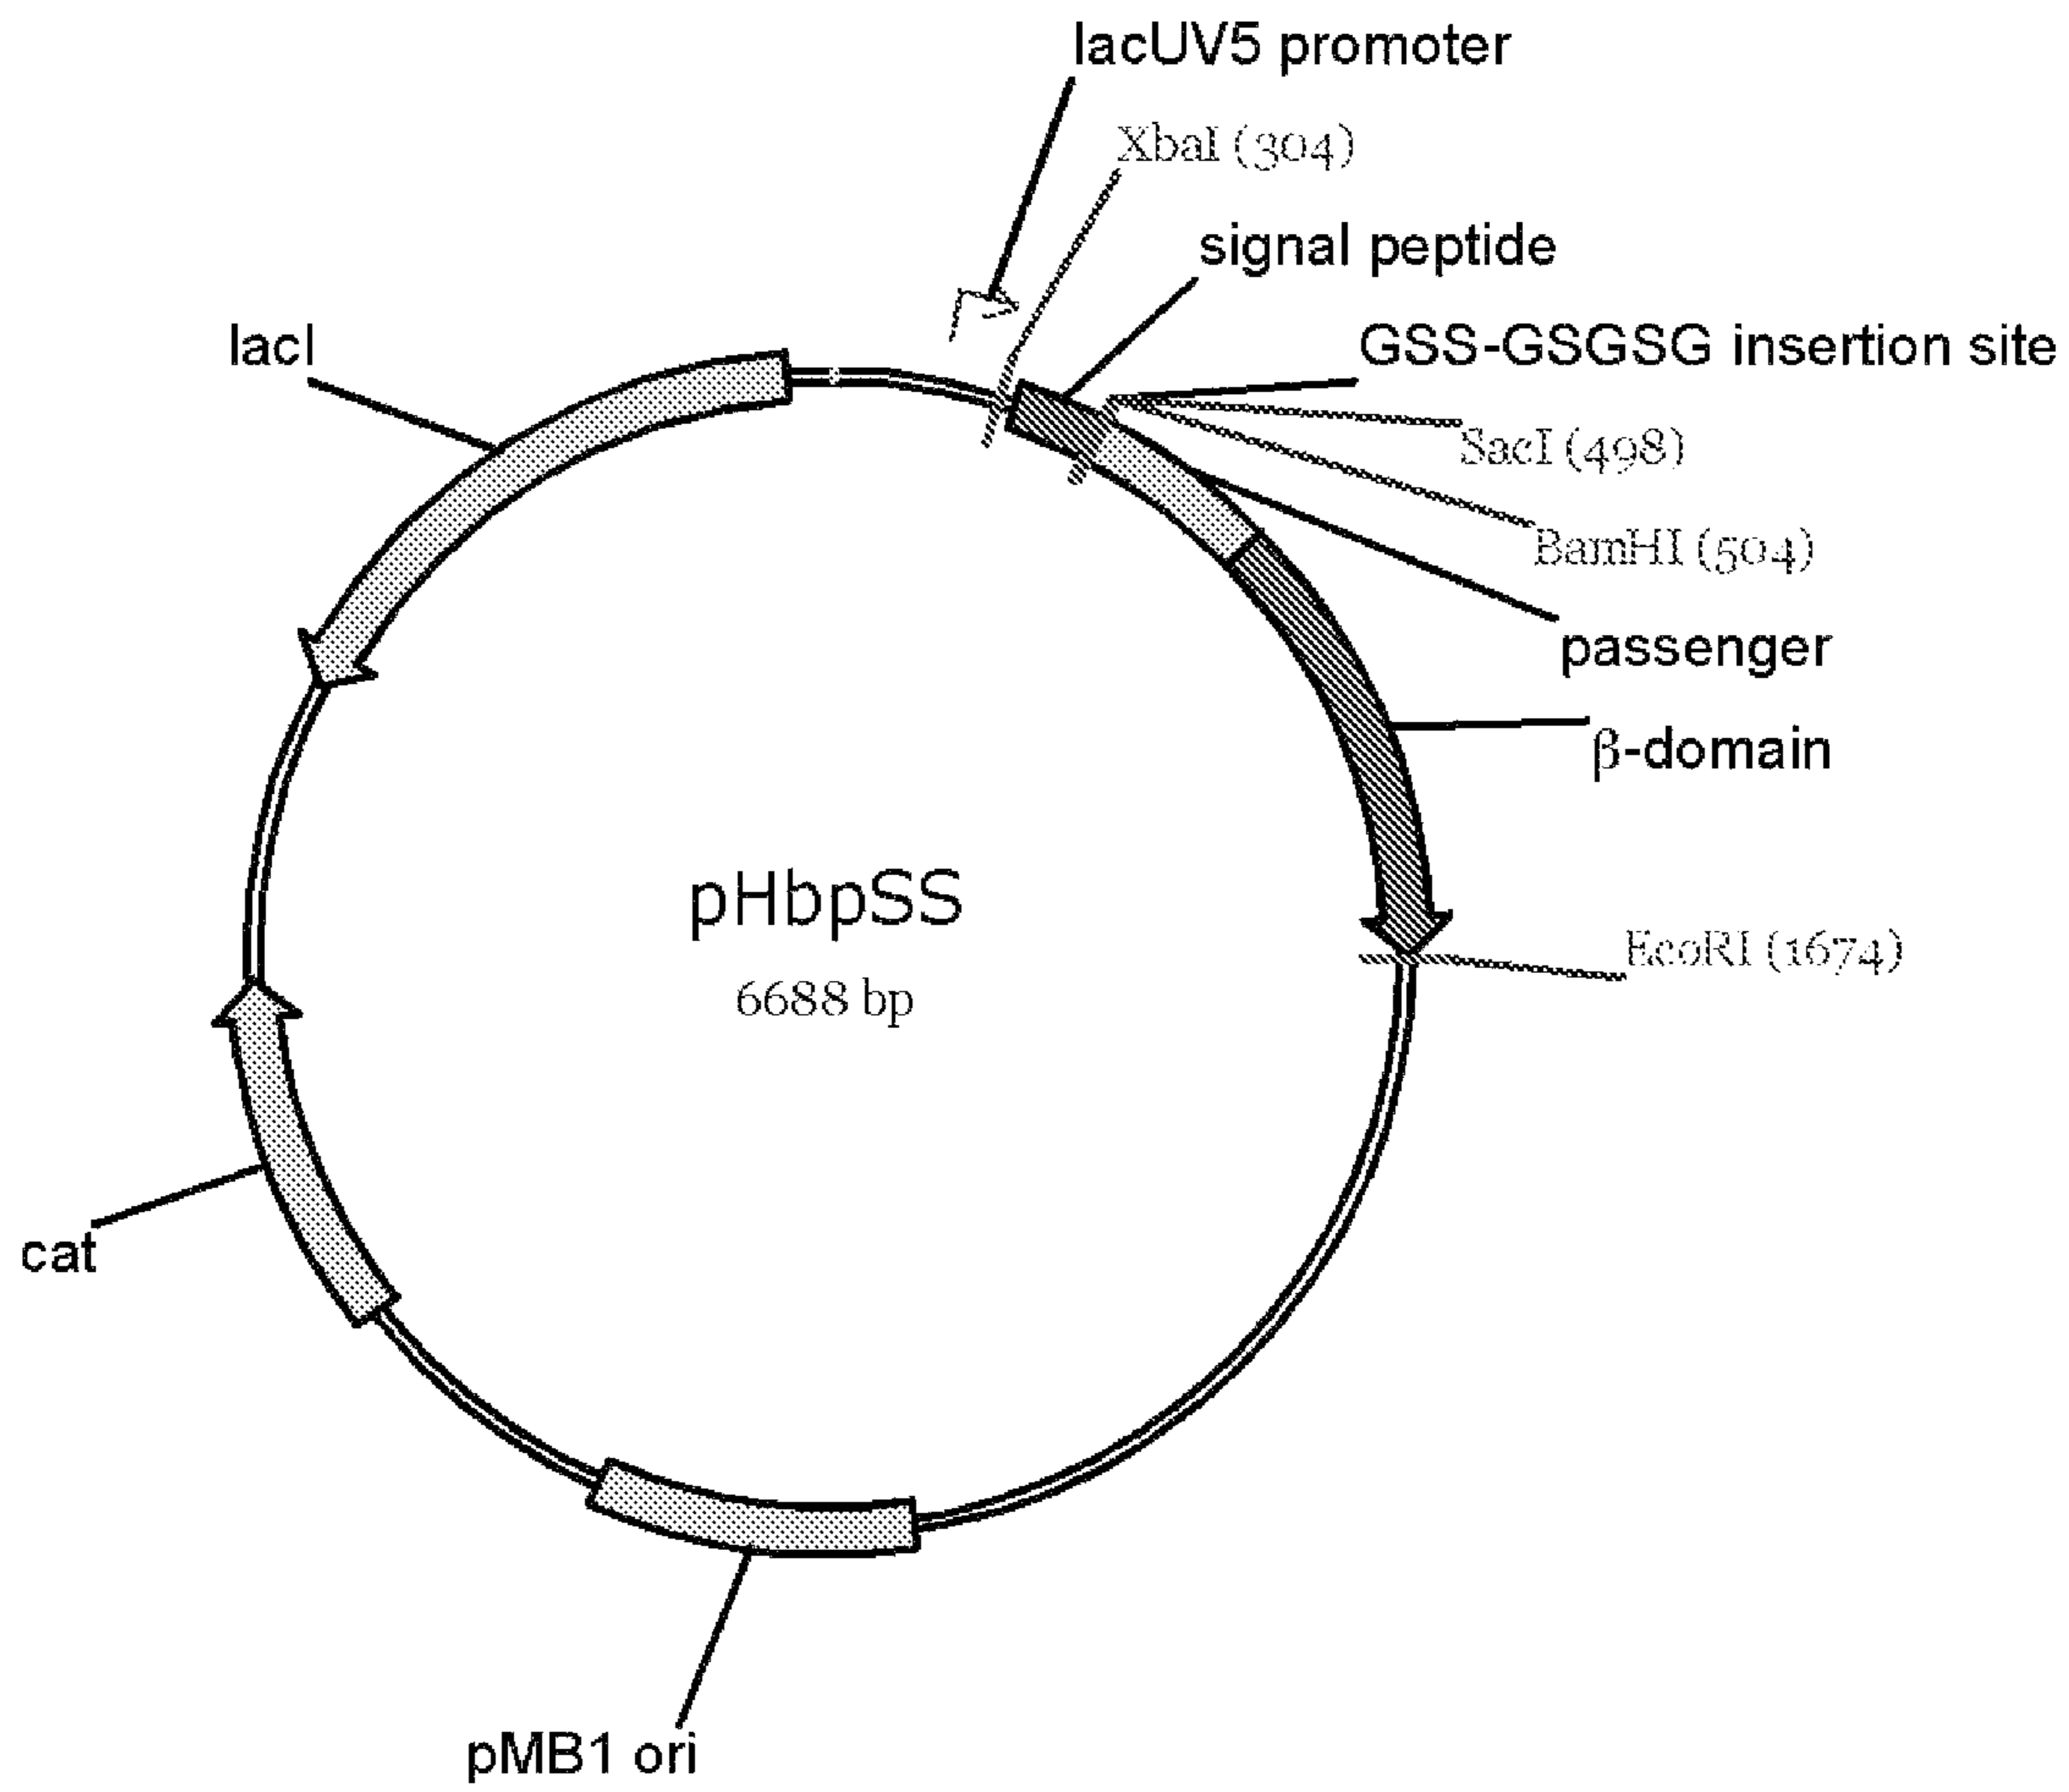 lacUV5 promoter
XbaI (304)
signal peptide
GSS-GSGSG insertion site
lacI
SacI (498)
BamHI (504)
passenger
β-domain
pHbpSS
EcoRI (1674)
6688 bp
cat
pMB1 ori